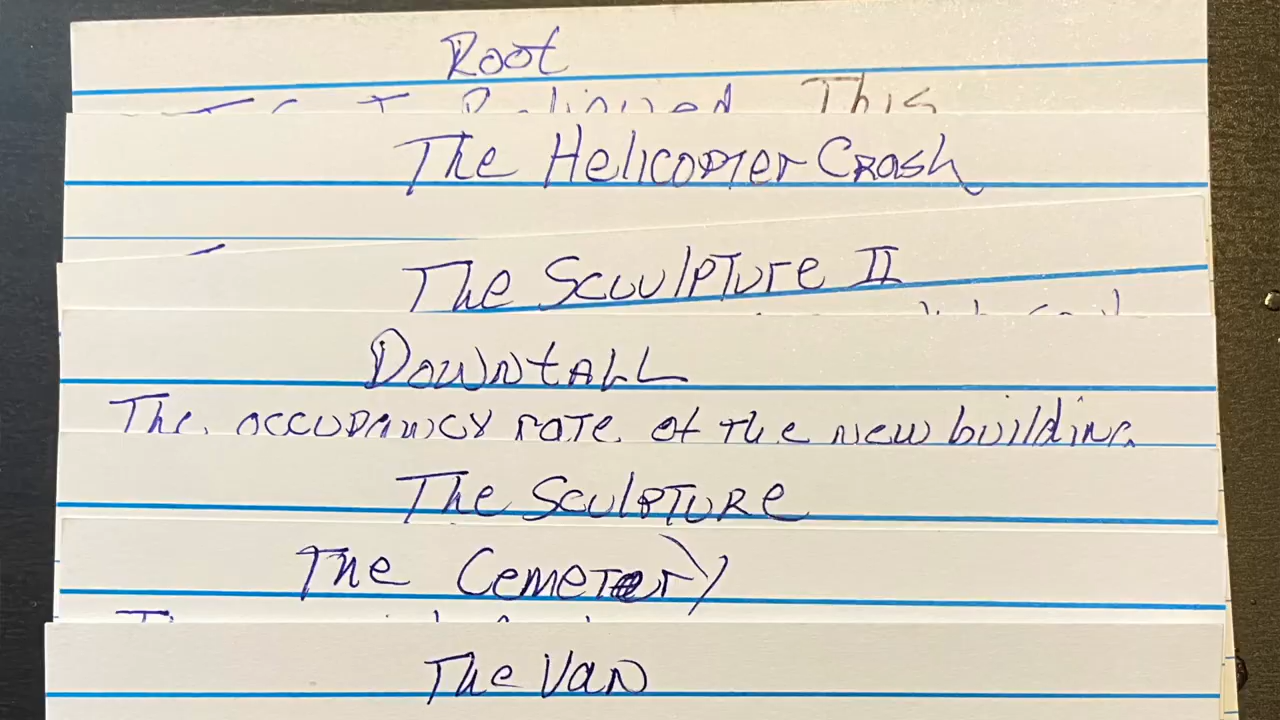 Root
This
The Helicopter Crash
The Sculpture II
Downfall
The occupancy rate of the new building
The Sculpture
The Cemetery
The Van